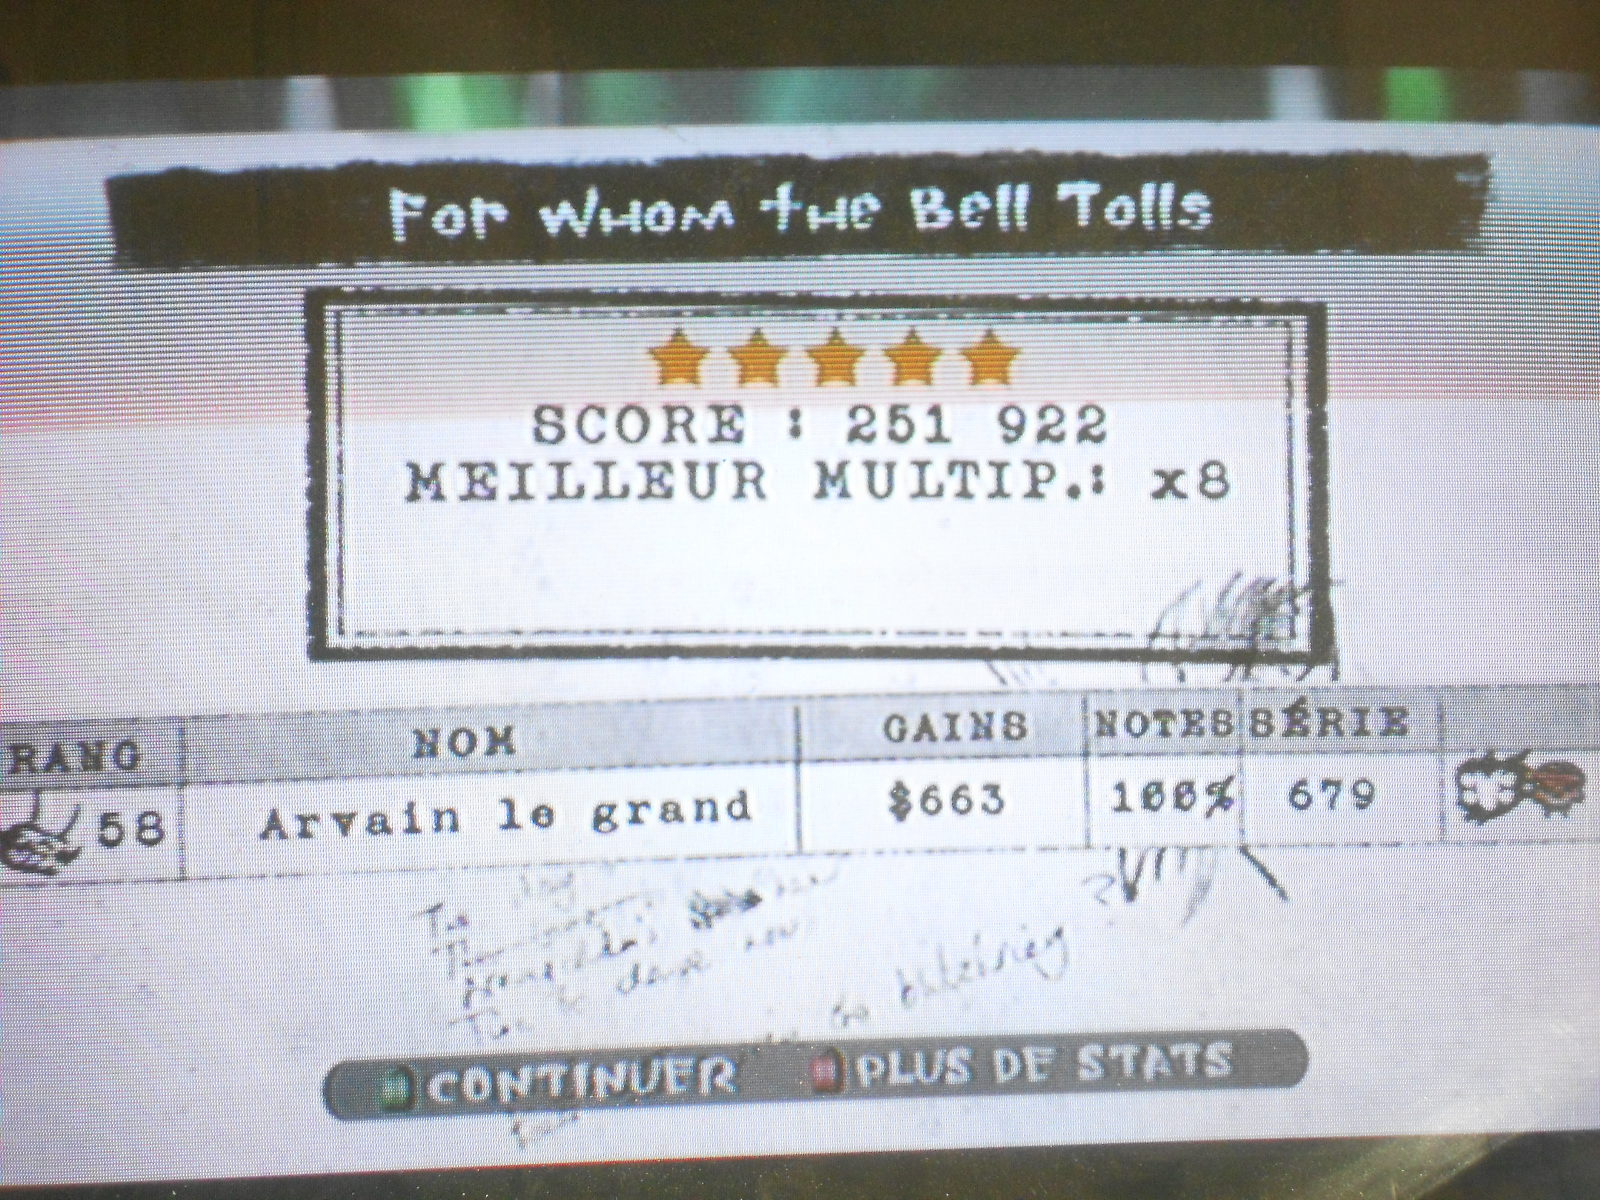 For Whom the Bell Tolls
SCORE : 251 922
MEILLEUR MULTIP.: x8
RANG NOM GAINS NOTES SÉRIE
58 Arvain le grand $663 100% 679
so
CONTINUER PLUS DE STATS